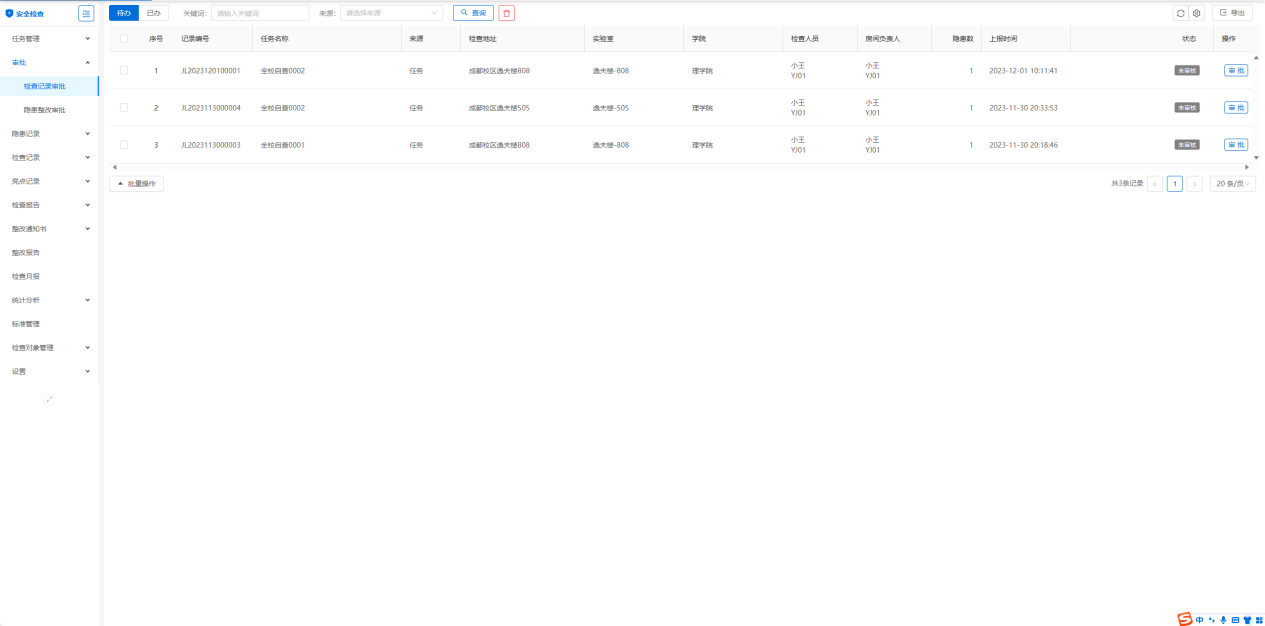 安全检查
任务管理
审批
检查记录审批
隐患整改审批
隐患记录
检查记录
亮点记录
检查报告
整改通知书
整改报告
检查月报
统计分析
标准管理
检查对象管理
设置
待办 已办 关键词: 请输入关键词 来源: 请选择来源 查询 导出
序号 记录编号 任务名称 来源 检查地址 实验室 学院 检查人员 房间负责人 隐患数 上报时间 状态 操作
1 JL2023120100001 全校自查0002 任务 成都校区逸夫楼808 逸夫楼-808 理学院 小王 YJ01 小王 YJ01 1 2023-12-01 10:11:41 未审核 审 批
2 JL2023113000004 全校自查0002 任务 成都校区逸夫楼505 逸夫楼-505 理学院 小王 YJ01 小王 YJ01 1 2023-11-30 20:33:53 未审核 审 批
3 JL2023113000003 全校自查0001 任务 成都校区逸夫楼808 逸夫楼-808 理学院 小王 YJ01 小王 YJ01 1 2023-11-30 20:18:46 未审核 审 批
批量操作 共3条记录 1 20 条/页
中